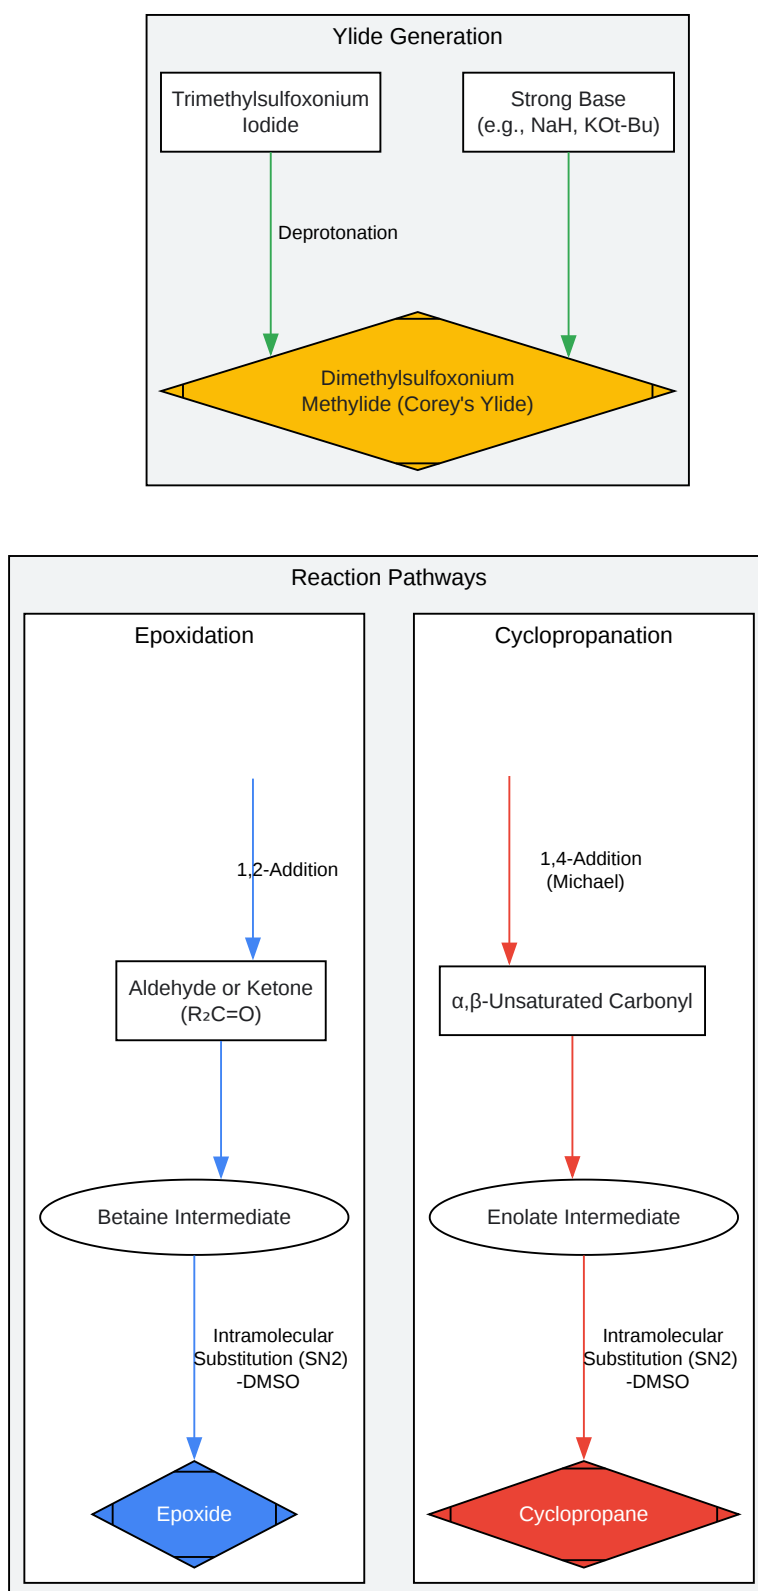 Ylide Generation
Trimethylsulfoxonium
Iodide
Strong Base
(e.g., NaH, KOt-Bu)
Deprotonation
Dimethylsulfoxonium
Methylide (Corey's Ylide)
Reaction Pathways
Epoxidation
1,2-Addition
Aldehyde or Ketone
(R₂C=O)
Betaine Intermediate
Intramolecular
Substitution (SN2)
-DMSO
Epoxide
Cyclopropanation
1,4-Addition
(Michael)
α,β-Unsaturated Carbonyl
Enolate Intermediate
Intramolecular
Substitution (SN2)
-DMSO
Cyclopropane